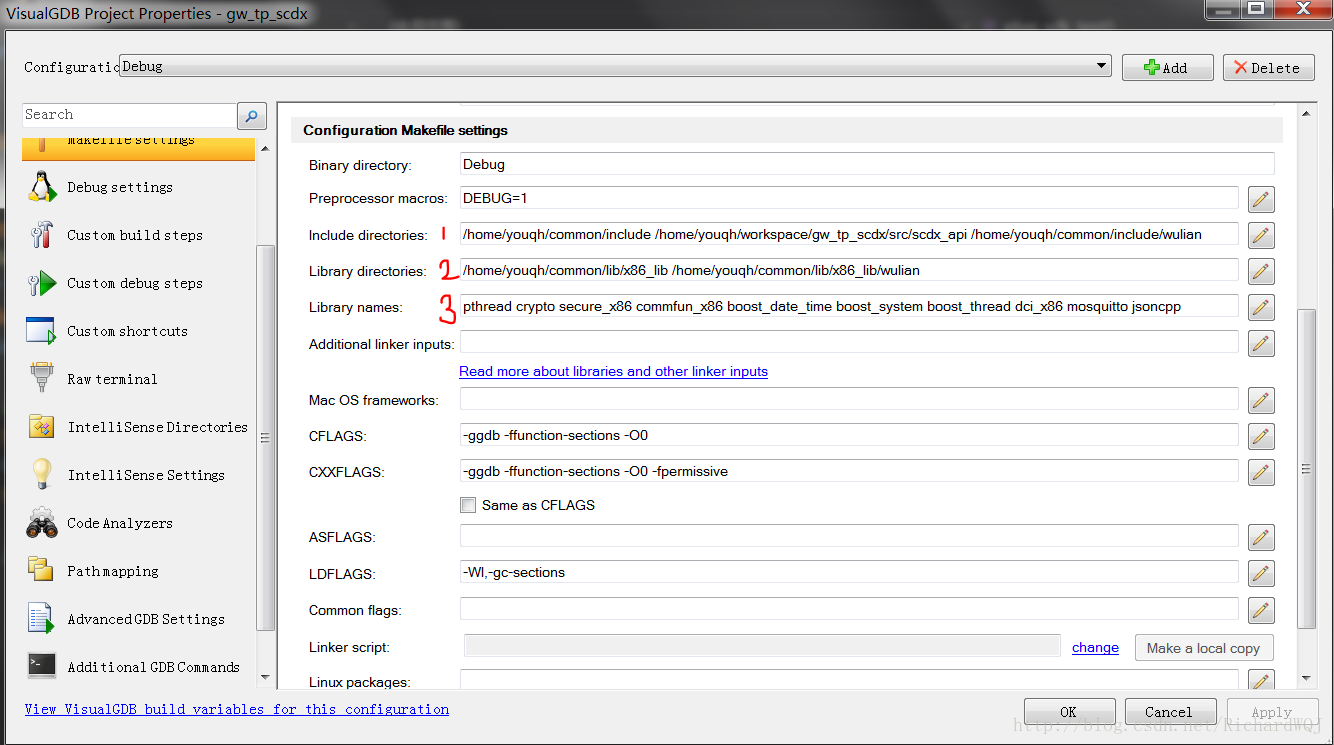 VisualGDB Project Properties - gw_tp_scdx
Configuratic Debug Add Delete
Search
makefile settings
Debug settings
Custom build steps
Custom debug steps
Custom shortcuts
Raw terminal
IntelliSense Directories
IntelliSense Settings
Code Analyzers
Path mapping
Advanced GDB Settings
Additional GDB Commands
Configuration Makefile settings
Binary directory: Debug
Preprocessor macros: DEBUG=1
Include directories: 1 /home/youqh/common/include /home/youqh/workspace/gw_tp_scdx/src/scdx_api /home/youqh/common/include/wulian
Library directories: 2 /home/youqh/common/lib/x86_lib /home/youqh/common/lib/x86_lib/wulian
Library names: 3 pthread crypto secure_x86 commfun_x86 boost_date_time boost_system boost_thread dci_x86 mosquitto jsoncpp
Additional linker inputs:
Read more about libraries and other linker inputs
Mac OS frameworks:
CFLAGS: -ggdb -ffunction-sections -O0
CXXFLAGS: -ggdb -ffunction-sections -O0 -fpermissive
Same as CFLAGS
ASFLAGS:
LDFLAGS: -Wl,-gc-sections
Common flags:
Linker script: change Make a local copy
Linux packages:
View VisualGDB build variables for this configuration
OK Cancel Apply
http://blog.csdn.net/RichardWQJ